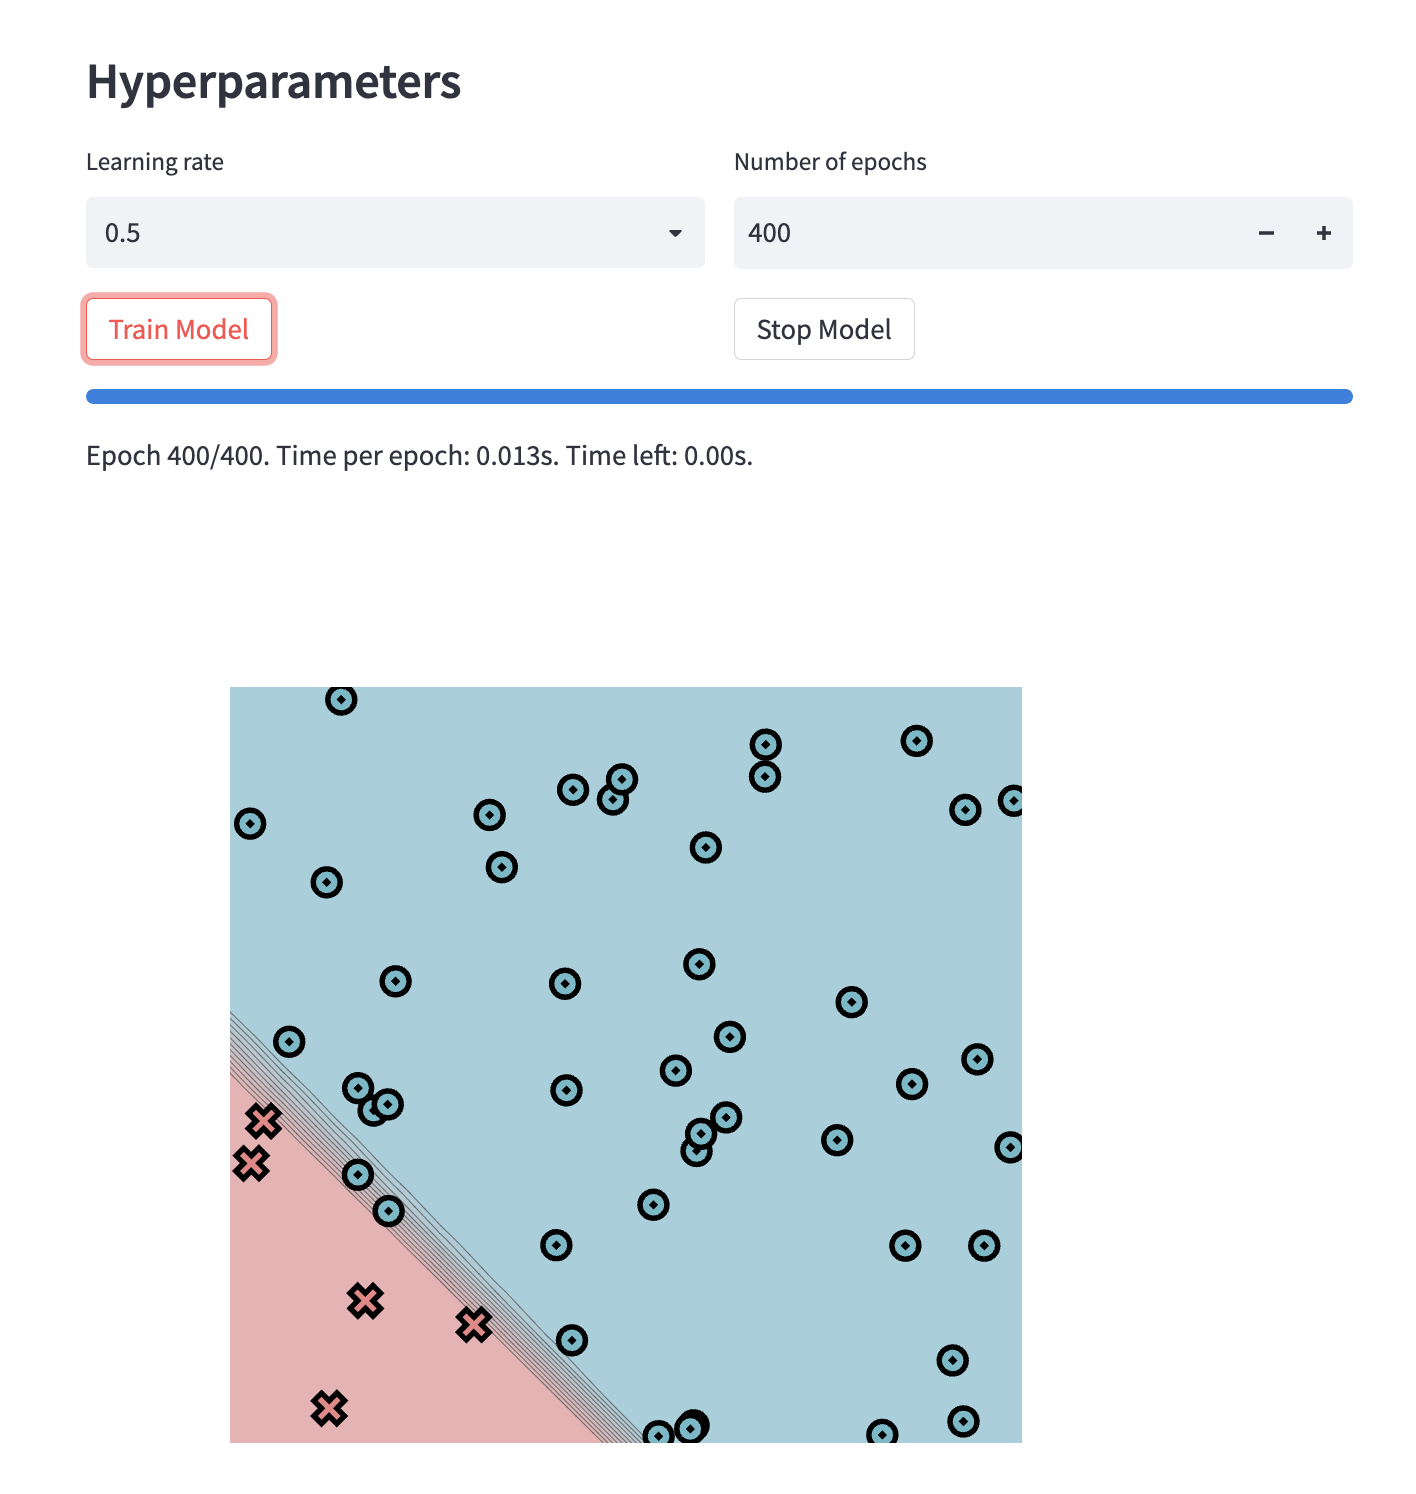 Hyperparameters
Learning rate
Number of epochs
0.5
400
Train Model
Stop Model
Epoch 400/400. Time per epoch: 0.013s. Time left: 0.00s.